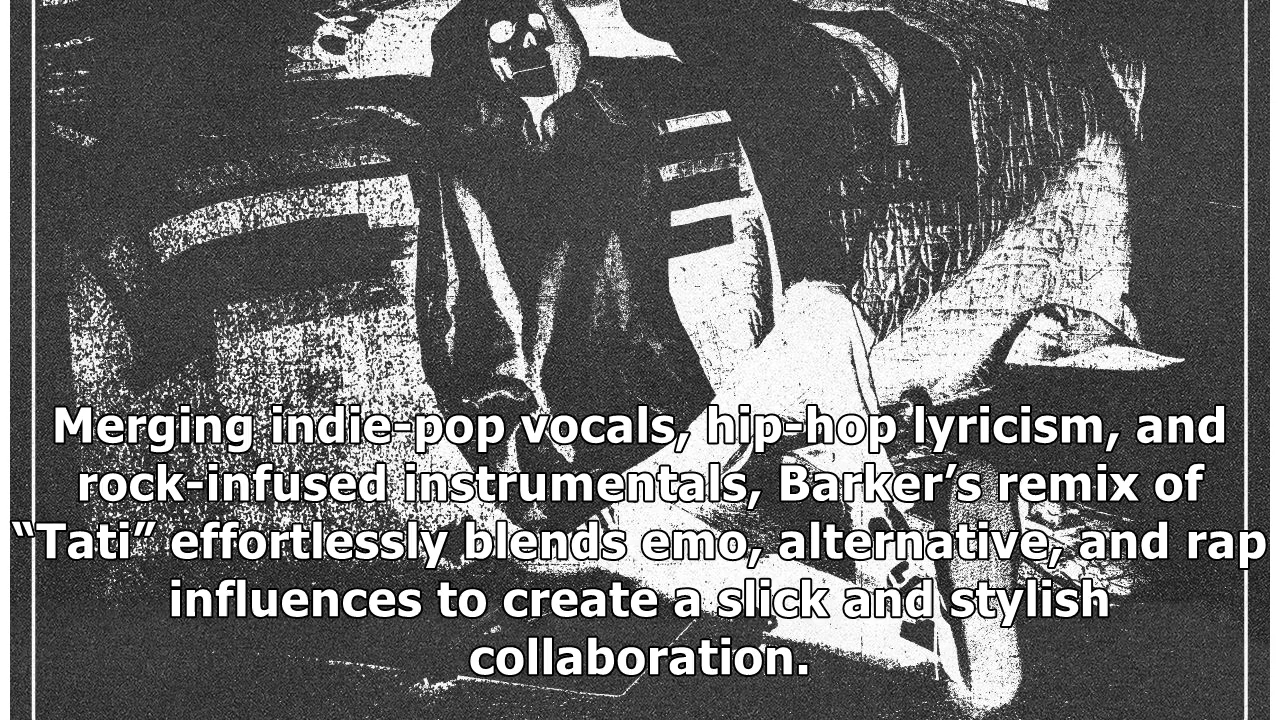 Merging indie-pop vocals, hip-hop lyricism, and
rock-infused instrumentals, Barker’s remix of
“Tati” effortlessly blends emo, alternative, and rap
influences to create a slick and stylish
collaboration.